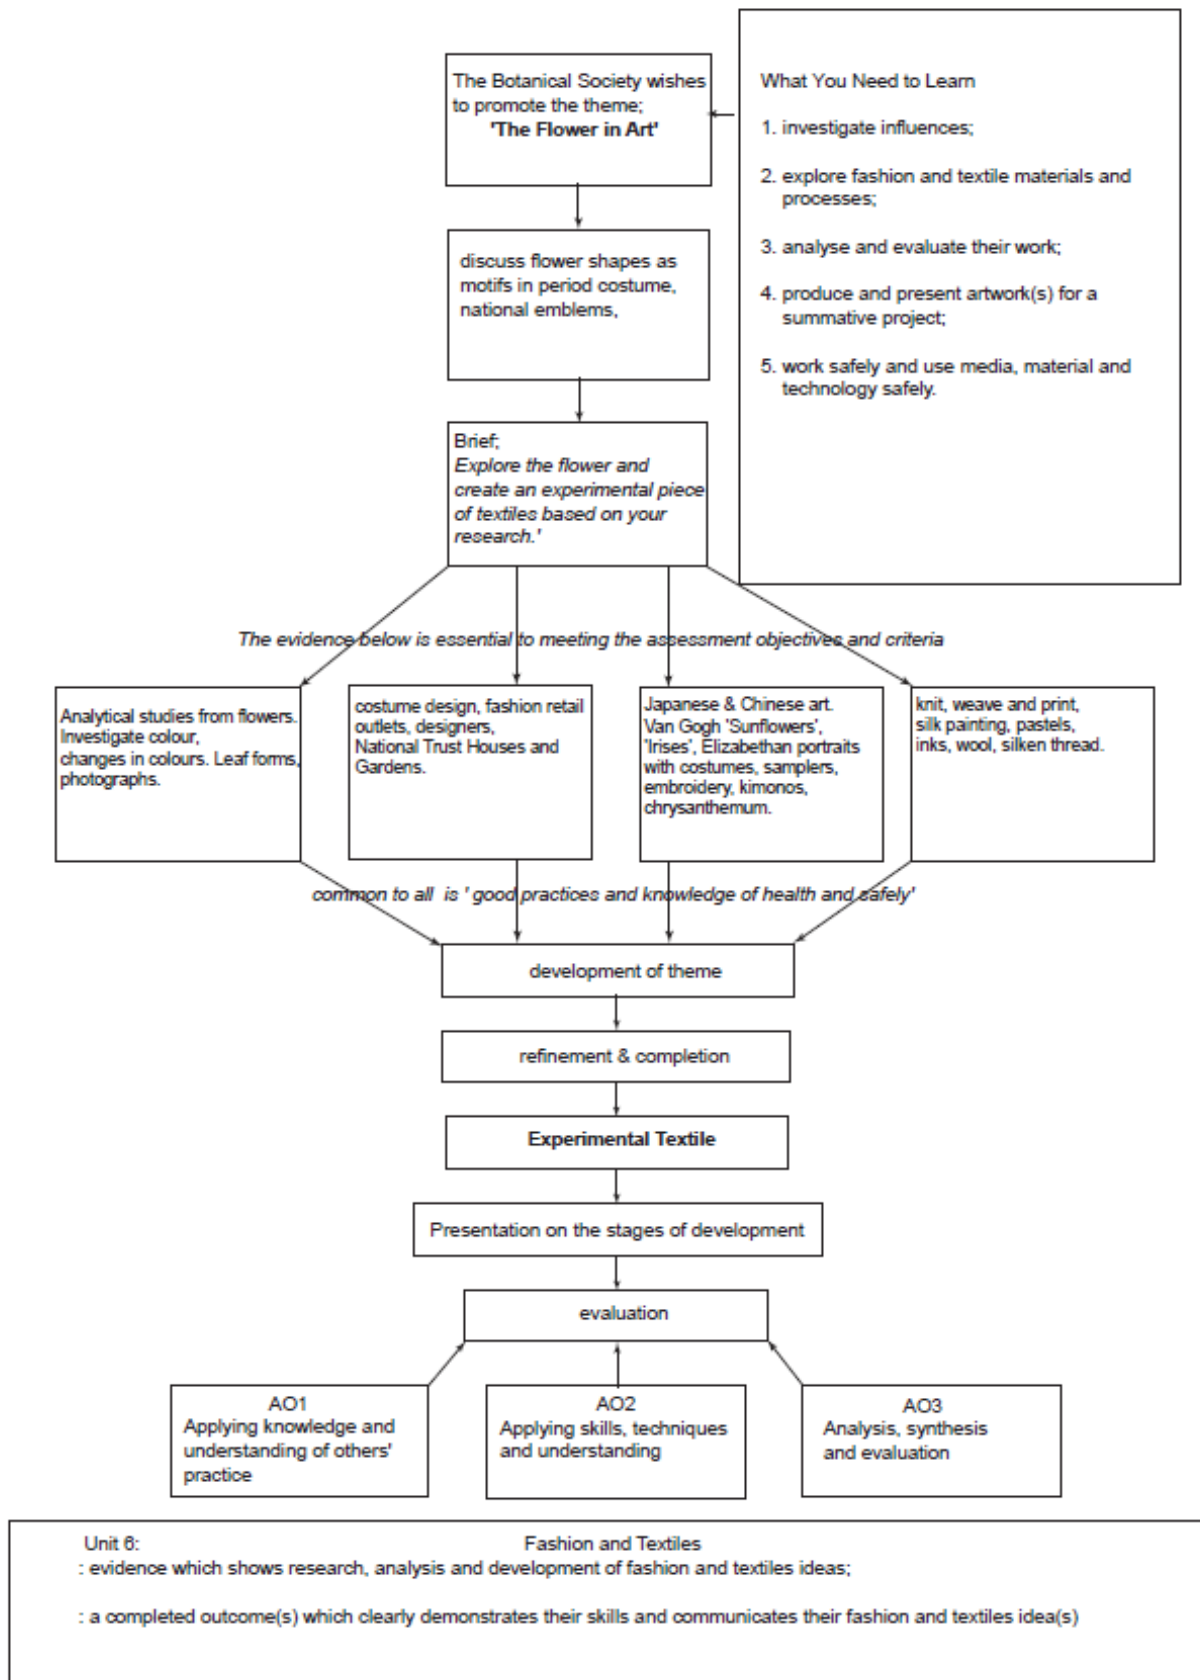 The Botanical Society wishes
to promote the theme;
'The Flower in Art'
What You Need to Learn
1. investigate influences;
2. explore fashion and textile materials and
processes;
3. analyse and evaluate their work;
4. produce and present artwork(s) for a
summative project;
5. work safely and use media, material and
technology safely.
discuss flower shapes as
motifs in period costume,
national emblems,
Brief;
Explore the flower and
create an experimental piece
of textiles based on your
research.'
The evidence below is essential to meeting the assessment objectives and criteria
Analytical studies from flowers.
Investigate colour,
changes in colours. Leaf forms,
photographs.
costume design, fashion retail
outlets, designers,
National Trust Houses and
Gardens.
Japanese & Chinese art.
Van Gogh 'Sunflowers',
'Irises', Elizabethan portraits
with costumes, samplers,
embroidery, kimonos,
chrysanthemum.
knit, weave and print,
silk painting, pastels,
inks, wool, silken thread.
common to all is ' good practices and knowledge of health and safely'
development of theme
refinement & completion
Experimental Textile
Presentation on the stages of development
evaluation
AO1
Applying knowledge and
understanding of others'
practice
AO2
Applying skills, techniques
and understanding
AO3
Analysis, synthesis
and evaluation
Unit 6: Fashion and Textiles
: evidence which shows research, analysis and development of fashion and textiles ideas;
: a completed outcome(s) which clearly demonstrates their skills and communicates their fashion and textiles idea(s)